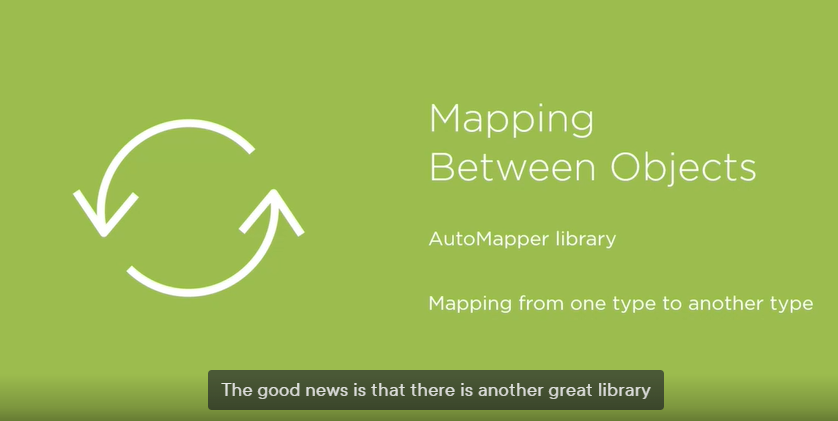 Mapping
Between Objects
AutoMapper library
Mapping from one type to another type
The good news is that there is another great library